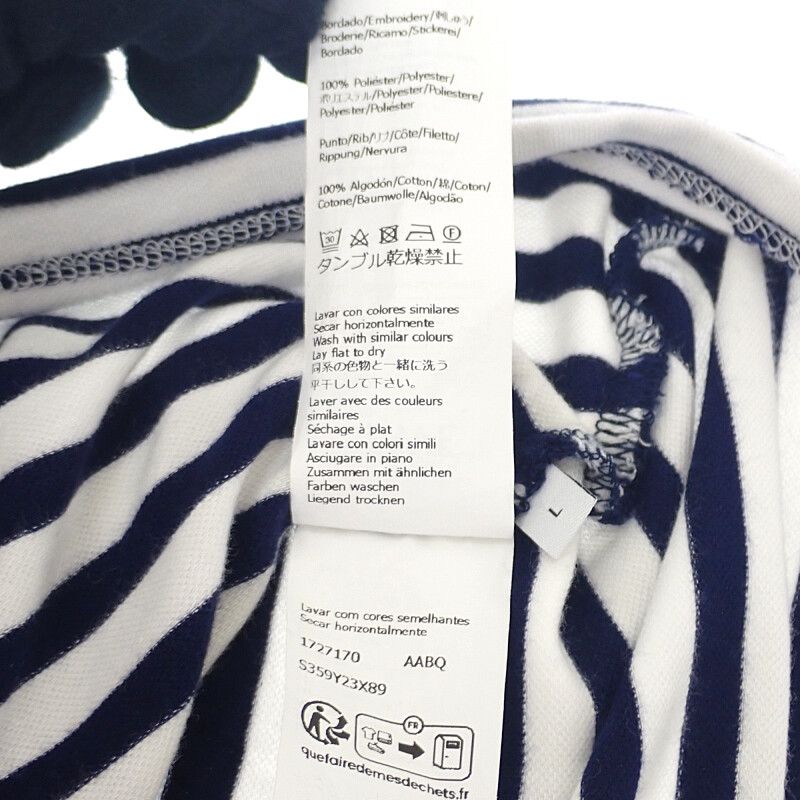 Bordado/Embroidery/刺しゅう/
Broderie/Ricamo/Stickerei/
Bordado
100% Poliéster/Polyester/
ポリエステル/Polyester/Poliestere/
Polyester/Poliéster
Punto/Rib/リブ/Côte/Filetto/
Rippung/Nervura
100% Algodón/Cotton/綿/Coton/
Cotone/Baumwolle/Algodão
30
F
タンブル乾燥禁止
Lavar con colores similares
Secar horizontalmente
Wash with similar colours
Lay flat to dry
同系の色物と一緒に洗う
平干しして下さい。
Laver avec des couleurs
similaires
Séchage à plat
Lavare con colori simili
Asciugare in piano
Zusammen mit ähnlichen
Farben waschen
Liegend trocknen
L
Lavar com cores semelhantes
Secar horizontalmente
1727170 AABQ
S359Y23X89
FR
quefairedemesdechets.fr